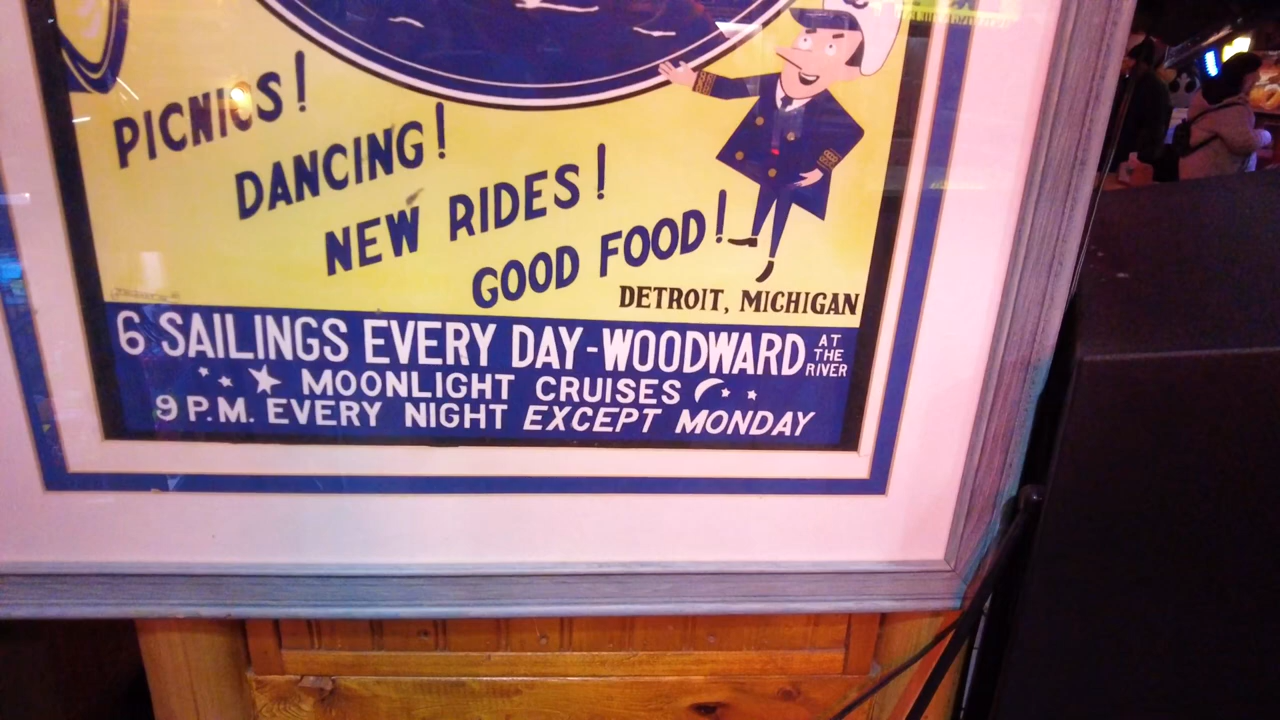 PICNICS!
DANCING!
NEW RIDES!
GOOD FOOD!
DETROIT, MICHIGAN
6 SAILINGS EVERY DAY-WOODWARD AT THE RIVER
MOONLIGHT CRUISES
9 P.M. EVERY NIGHT EXCEPT MONDAY